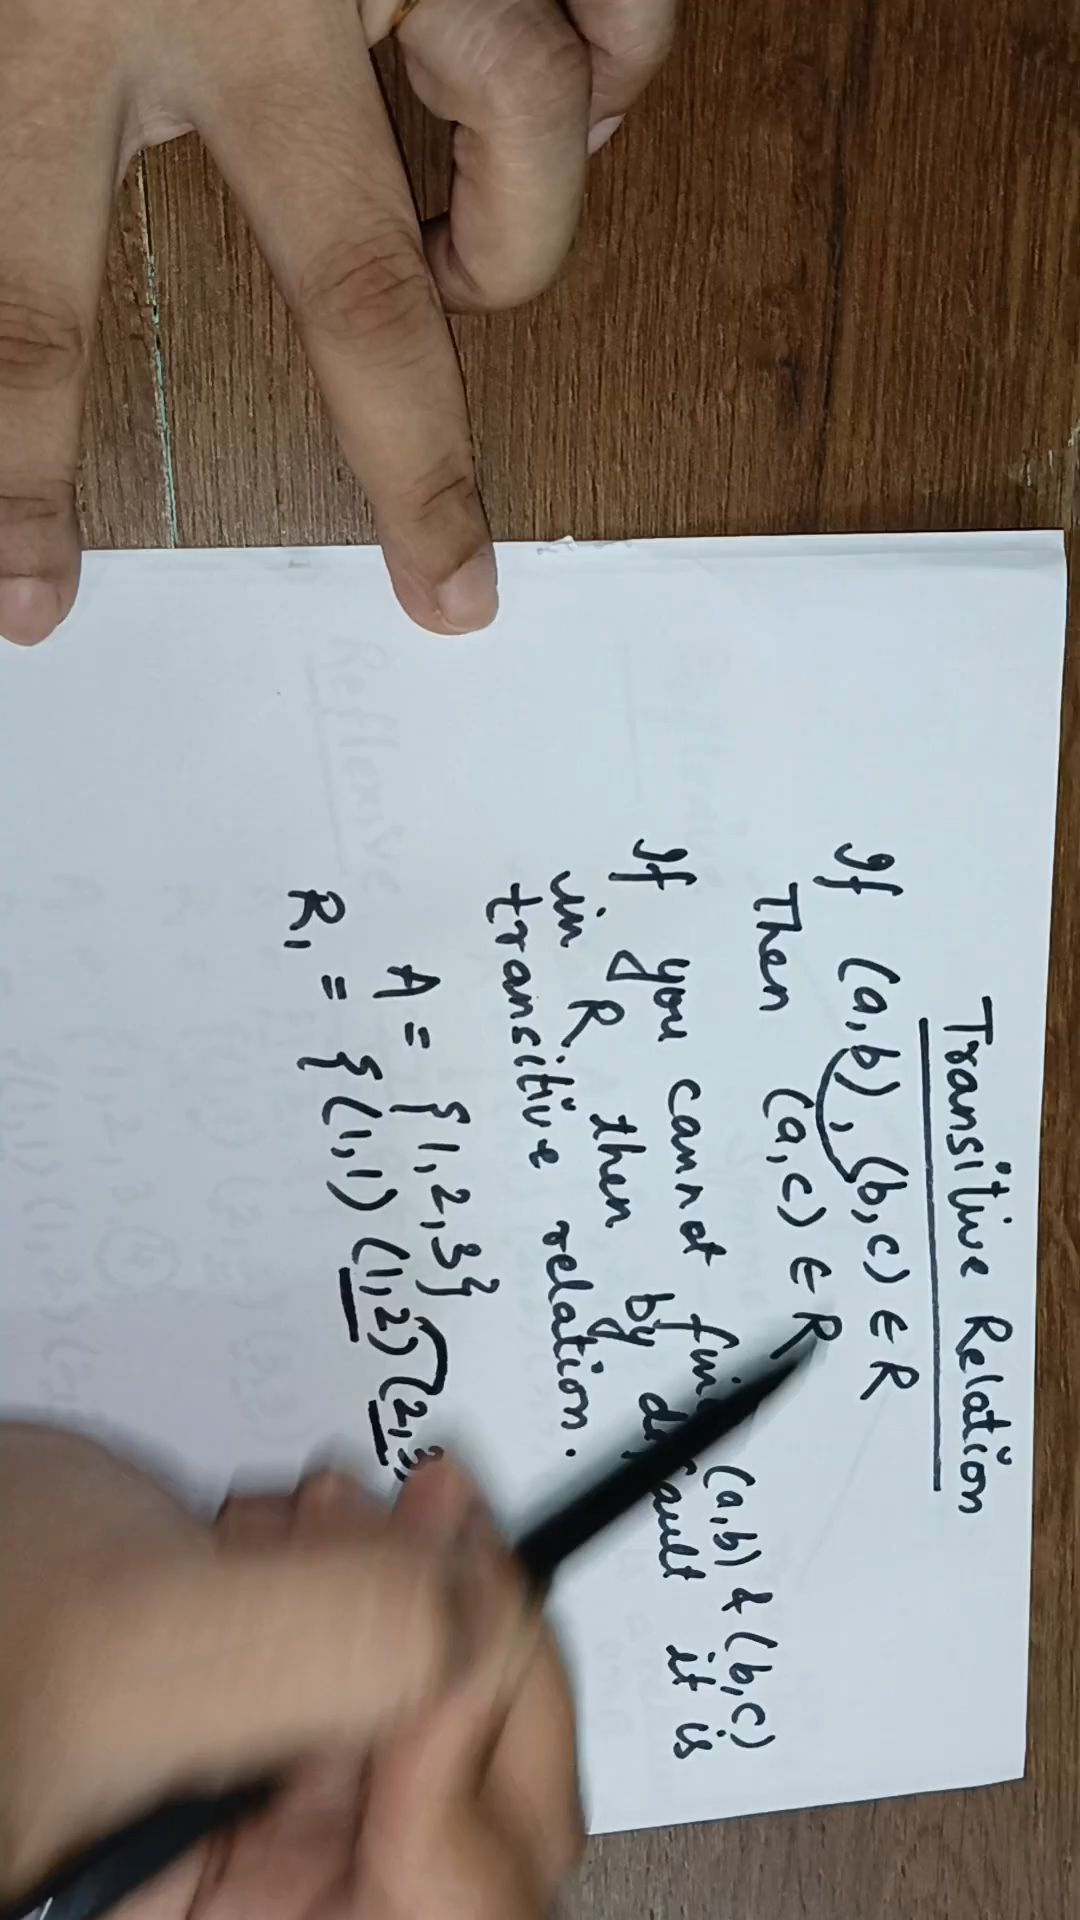 Transitive Relation
If (a,b), (b,c) ∈ R
Then (a,c) ∈ R
If you cannot (a,b) & (b,c)
in R then by default it is
transitive relation.
A = {1,2,3}
R₁ = {(1,1) (1,2) (2,3
Reflexive